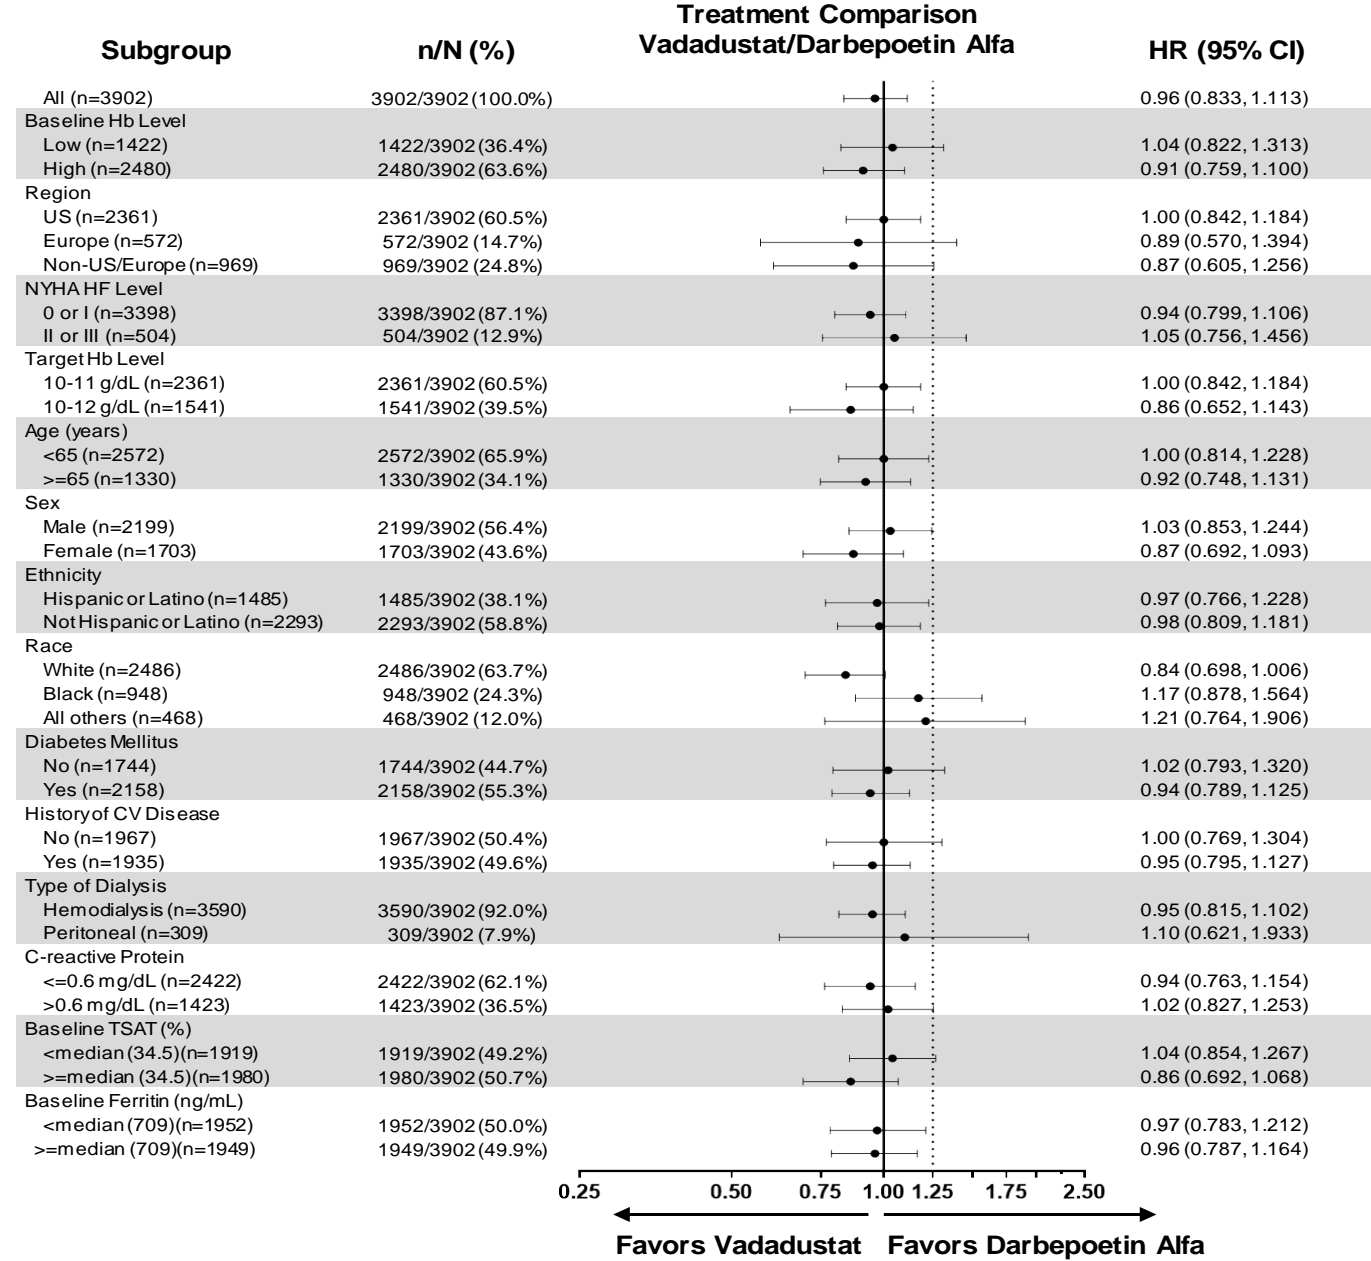 Treatment Comparison
Subgroup n/N (%) Vadadustat/Darbepoetin Alfa HR (95% CI)
All (n=3902) 3902/3902 (100.0%) 0.96 (0.833, 1.113)
Baseline Hb Level
Low (n=1422) 1422/3902 (36.4%) 1.04 (0.822, 1.313)
High (n=2480) 2480/3902 (63.6%) 0.91 (0.759, 1.100)
Region
US (n=2361) 2361/3902 (60.5%) 1.00 (0.842, 1.184)
Europe (n=572) 572/3902 (14.7%) 0.89 (0.570, 1.394)
Non-US/Europe (n=969) 969/3902 (24.8%) 0.87 (0.605, 1.256)
NYHA HF Level
0 or I (n=3398) 3398/3902 (87.1%) 0.94 (0.799, 1.106)
II or III (n=504) 504/3902 (12.9%) 1.05 (0.756, 1.456)
Target Hb Level
10-11 g/dL (n=2361) 2361/3902 (60.5%) 1.00 (0.842, 1.184)
10-12 g/dL (n=1541) 1541/3902 (39.5%) 0.86 (0.652, 1.143)
Age (years)
<65 (n=2572) 2572/3902 (65.9%) 1.00 (0.814, 1.228)
>=65 (n=1330) 1330/3902 (34.1%) 0.92 (0.748, 1.131)
Sex
Male (n=2199) 2199/3902 (56.4%) 1.03 (0.853, 1.244)
Female (n=1703) 1703/3902 (43.6%) 0.87 (0.692, 1.093)
Ethnicity
Hispanic or Latino (n=1485) 1485/3902 (38.1%) 0.97 (0.766, 1.228)
Not Hispanic or Latino (n=2293) 2293/3902 (58.8%) 0.98 (0.809, 1.181)
Race
White (n=2486) 2486/3902 (63.7%) 0.84 (0.698, 1.006)
Black (n=948) 948/3902 (24.3%) 1.17 (0.878, 1.564)
All others (n=468) 468/3902 (12.0%) 1.21 (0.764, 1.906)
Diabetes Mellitus
No (n=1744) 1744/3902 (44.7%) 1.02 (0.793, 1.320)
Yes (n=2158) 2158/3902 (55.3%) 0.94 (0.789, 1.125)
History of CV Disease
No (n=1967) 1967/3902 (50.4%) 1.00 (0.769, 1.304)
Yes (n=1935) 1935/3902 (49.6%) 0.95 (0.795, 1.127)
Type of Dialysis
Hemodialysis (n=3590) 3590/3902 (92.0%) 0.95 (0.815, 1.102)
Peritoneal (n=309) 309/3902 (7.9%) 1.10 (0.621, 1.933)
C-reactive Protein
<=0.6 mg/dL (n=2422) 2422/3902 (62.1%) 0.94 (0.763, 1.154)
>0.6 mg/dL (n=1423) 1423/3902 (36.5%) 1.02 (0.827, 1.253)
Baseline TSAT (%)
<median (34.5)(n=1919) 1919/3902 (49.2%) 1.04 (0.854, 1.267)
>=median (34.5)(n=1980) 1980/3902 (50.7%) 0.86 (0.692, 1.068)
Baseline Ferritin (ng/mL)
<median (709)(n=1952) 1952/3902 (50.0%) 0.97 (0.783, 1.212)
>=median (709)(n=1949) 1949/3902 (49.9%) 0.96 (0.787, 1.164)
0.25 0.50 0.75 1.00 1.25 1.75 2.50
Favors Vadadustat Favors Darbepoetin Alfa